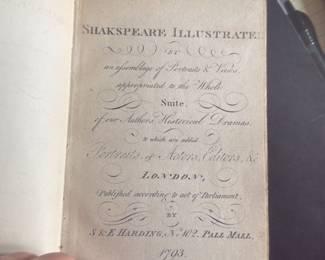 SHAKSPEARE ILLUSTRATED
BY
an assemblage of Portraits & Views,
appropriated to the Whole
Suite
of our Authors Historical Dramas,
to which are added
Portraits of Actors, Editors, &c
LONDON,
Published according to act of Parliament,
BY
S & E HARDING, No. 102. PALL MALL,
1793.